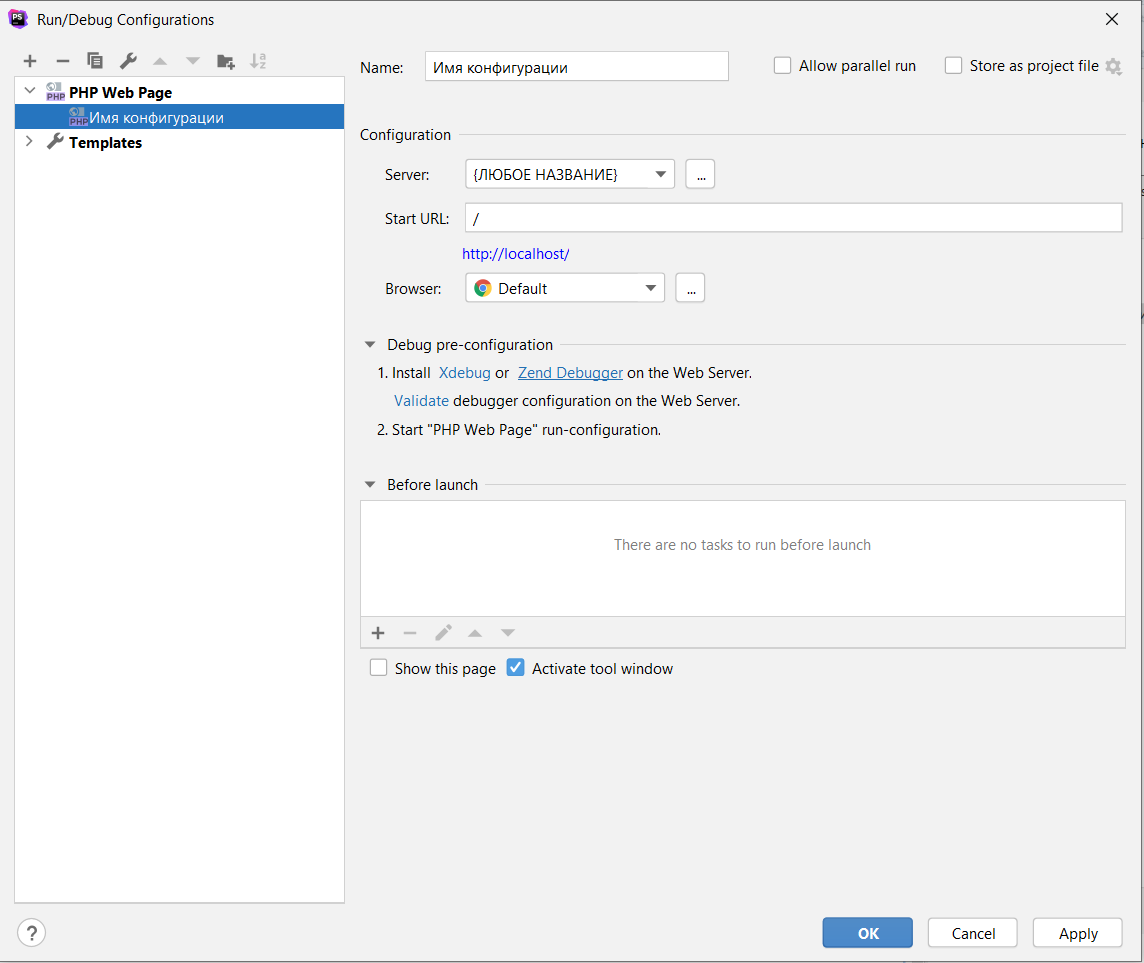 Run/Debug Configurations
Name: Имя конфигурации Allow parallel run Store as project file
PHP Web Page
Имя конфигурации
Templates
Configuration
Server: {ЛЮБОЕ НАЗВАНИЕ} ...
Start URL: /
http://localhost/
Browser: Default ...
Debug pre-configuration
1. Install Xdebug or Zend Debugger on the Web Server.
Validate debugger configuration on the Web Server.
2. Start "PHP Web Page" run-configuration.
Before launch
There are no tasks to run before launch
Show this page Activate tool window
? OK Cancel Apply